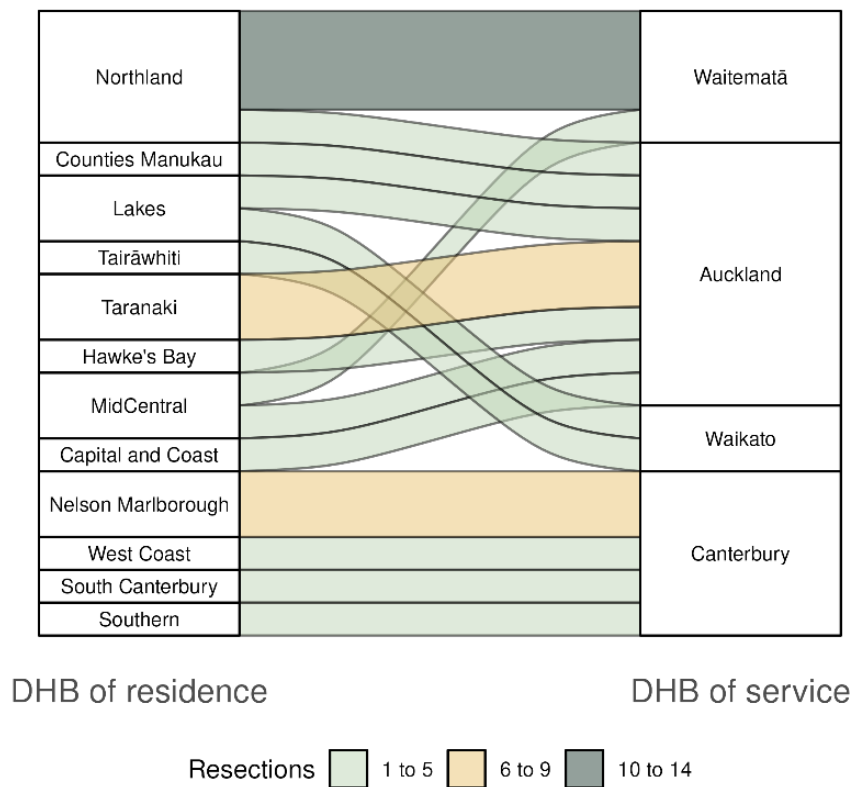 Northland
Counties Manukau
Lakes
Tairāwhiti
Taranaki
Hawke's Bay
MidCentral
Capital and Coast
Nelson Marlborough
West Coast
South Canterbury
Southern
Waitematā
Auckland
Waikato
Canterbury
DHB of residence
DHB of service
Resections 1 to 5 6 to 9 10 to 14